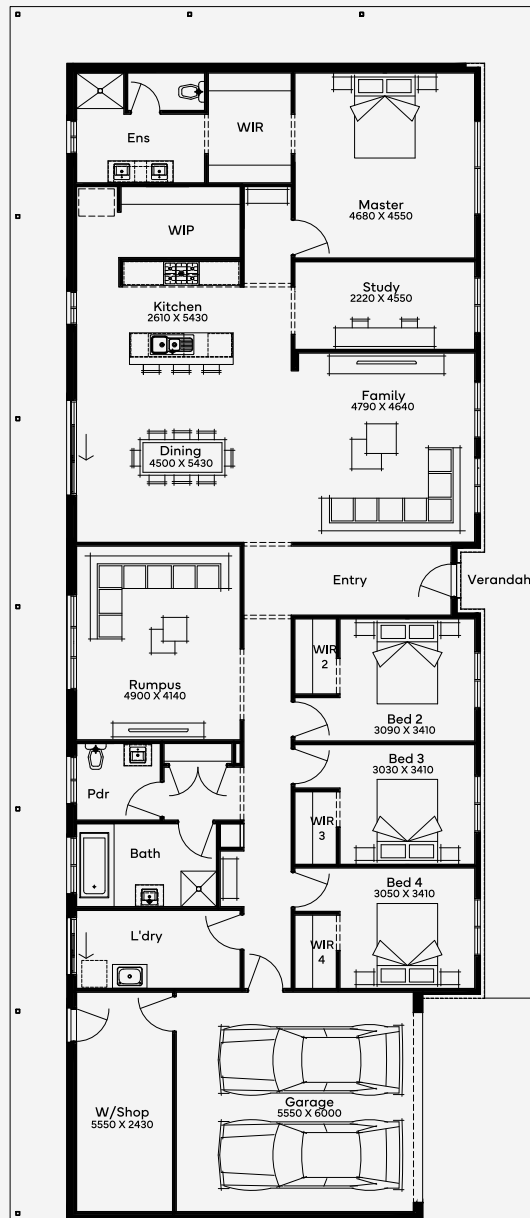 Ens
WIR
Master
4680 X 4550
WIP
Study
2220 X 4550
Kitchen
2610 X 5430
Family
4790 X 4640
Dining
4500 X 5430
Entry
Verandah
Rumpus
4900 X 4140
WIR
2
Bed 2
3090 X 3410
Bed 3
3030 X 3410
Pdr
WIR
3
Bath
Bed 4
3050 X 3410
L'dry
WIR
4
W/Shop
5550 X 2430
Garage
5550 X 6000